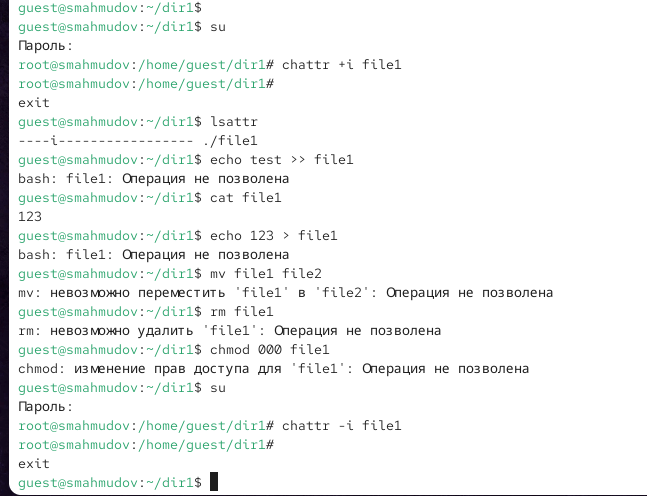 guest@smahmudov:~/dir1$
guest@smahmudov:~/dir1$ su
Пароль:
root@smahmudov:/home/guest/dir1# chattr +i file1
root@smahmudov:/home/guest/dir1#
exit
guest@smahmudov:~/dir1$ lsattr
----i----------------- ./file1
guest@smahmudov:~/dir1$ echo test >> file1
bash: file1: Операция не позволена
guest@smahmudov:~/dir1$ cat file1
123
guest@smahmudov:~/dir1$ echo 123 > file1
bash: file1: Операция не позволена
guest@smahmudov:~/dir1$ mv file1 file2
mv: невозможно переместить 'file1' в 'file2': Операция не позволена
guest@smahmudov:~/dir1$ rm file1
rm: невозможно удалить 'file1': Операция не позволена
guest@smahmudov:~/dir1$ chmod 000 file1
chmod: изменение прав доступа для 'file1': Операция не позволена
guest@smahmudov:~/dir1$ su
Пароль:
root@smahmudov:/home/guest/dir1# chattr -i file1
root@smahmudov:/home/guest/dir1#
exit
guest@smahmudov:~/dir1$